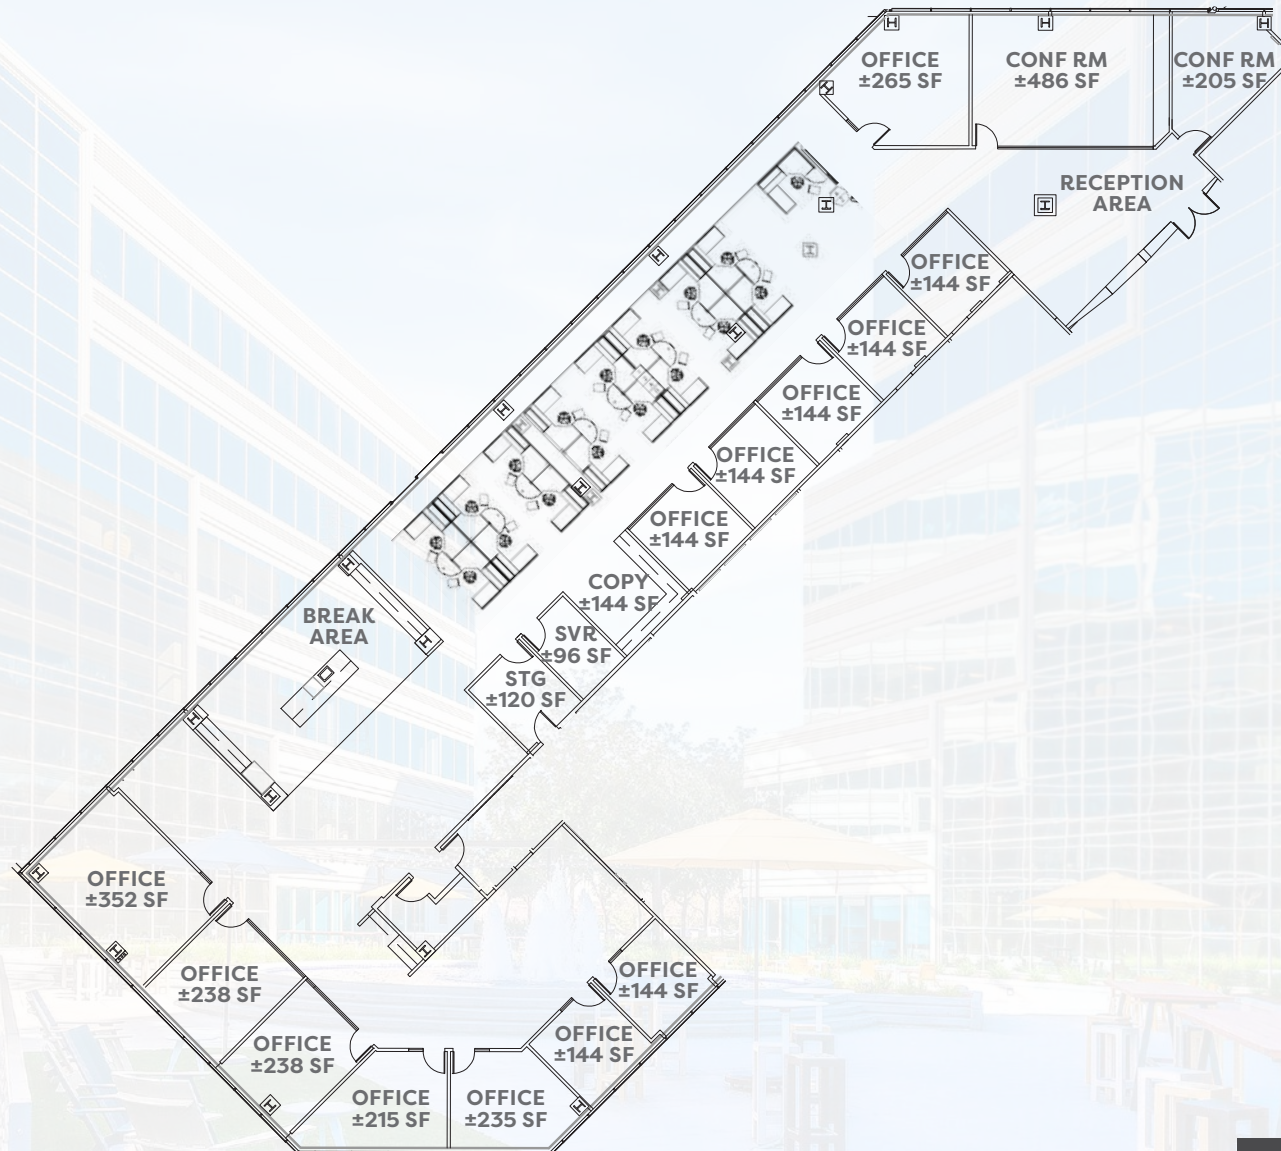 OFFICE
±265 SF
CONF RM
±486 SF
CONF RM
±205 SF
RECEPTION
AREA
OFFICE
±144 SF
OFFICE
±144 SF
OFFICE
±144 SF
OFFICE
±144 SF
OFFICE
±144 SF
COPY
±144 SF
BREAK
AREA
SVR
±96 SF
STG
±120 SF
OFFICE
±352 SF
OFFICE
±238 SF
OFFICE
±144 SF
OFFICE
±238 SF
OFFICE
±144 SF
OFFICE
±215 SF
OFFICE
±235 SF